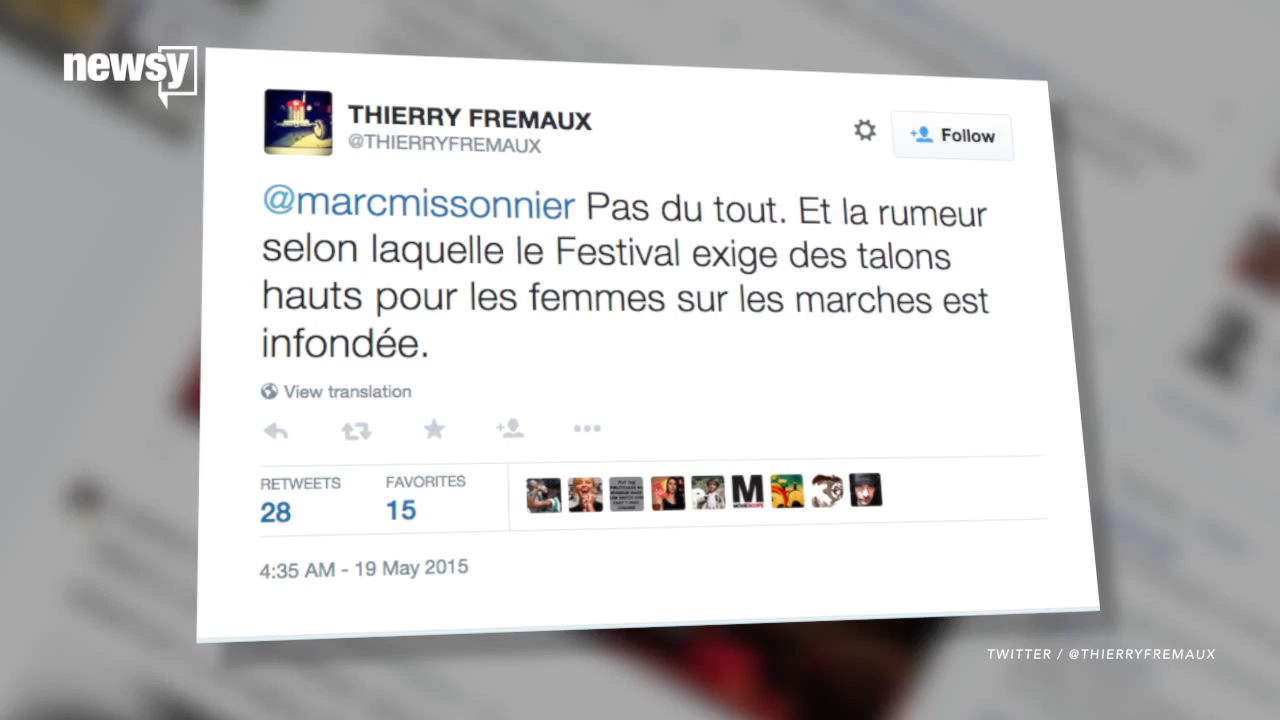 newsy
THIERRY FREMAUX
@THIERRYFREMAUX
Follow
@marcmissonnier Pas du tout. Et la rumeur
selon laquelle le Festival exige des talons
hauts pour les femmes sur les marches est
infondée.
View translation
RETWEETS
FAVORITES
28
15
M
4:35 AM - 19 May 2015
TWITTER / @THIERRYFREMAUX